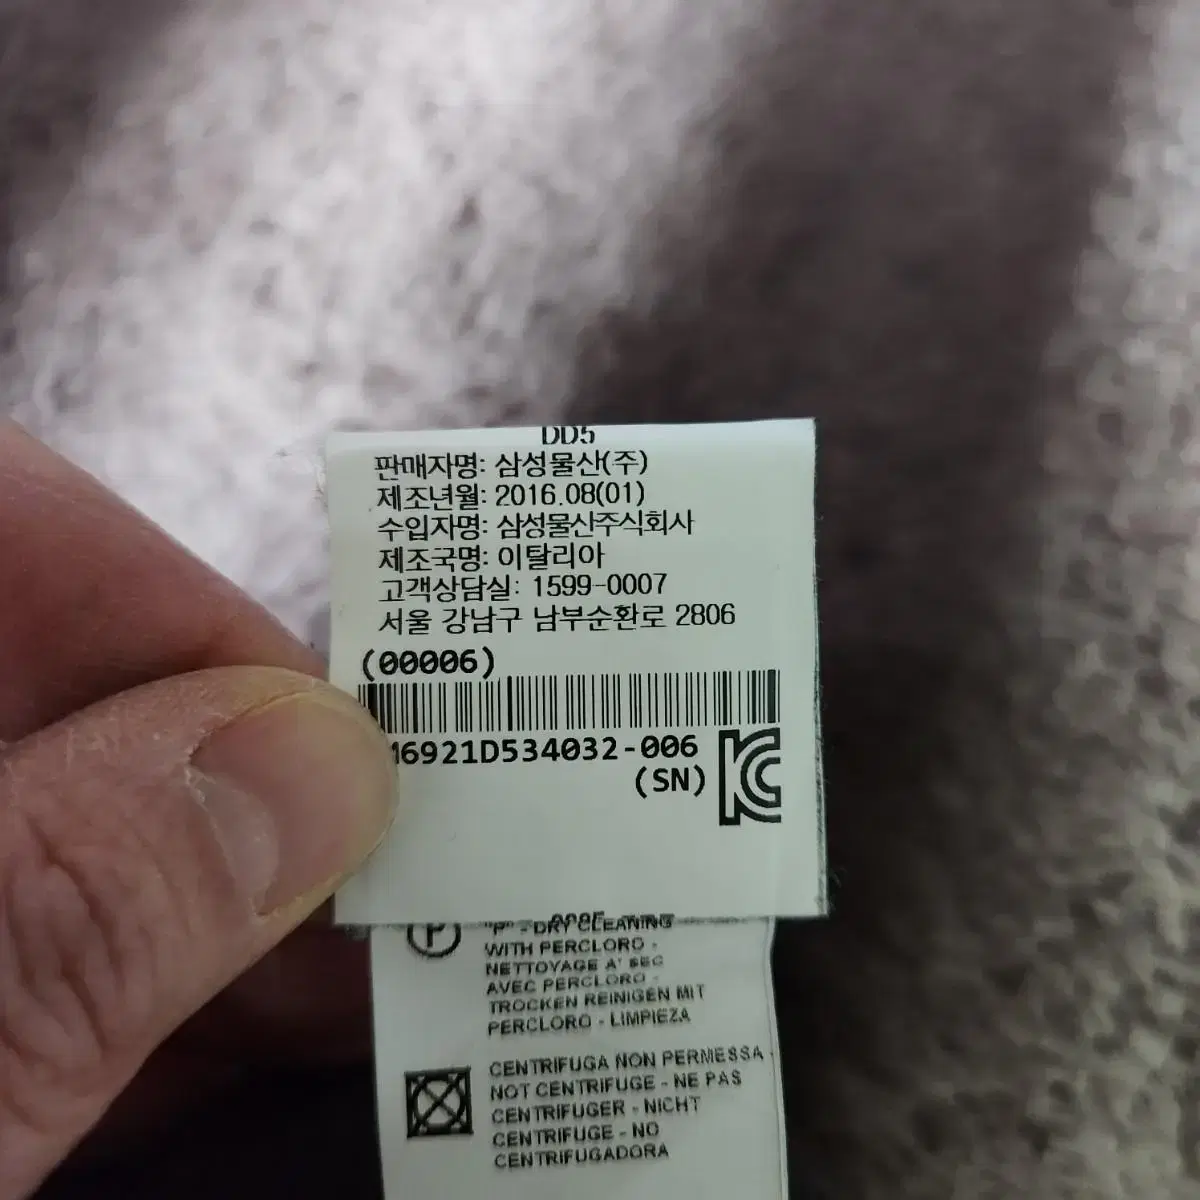 DD5
판매자명: 삼성물산(주)
제조년월: 2016.08(01)
수입자명: 삼성물산주식회사
제조국명: 이탈리아
고객상담실: 1599-0007
서울 강남구 남부순환로 2806
(00006)
6921D534032-006
(SN)
KC
P
"P" - DRY CLEANING
WITH PERCLORO -
NETTOYAGE A' SEC
AVEC PERCLORO -
TROCKEN REINIGEN MIT
PERCLORO - LIMPIEZA
CENTRIFUGA NON PERMESSA -
NOT CENTRIFUGE - NE PAS
CENTRIFUGER - NICHT
CENTRIFUGE - NO
CENTRIFUGADORA